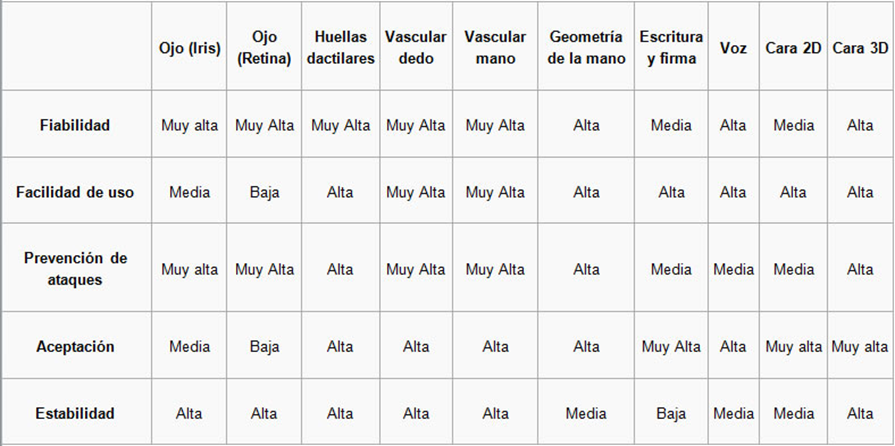 Ojo (Iris) Ojo (Retina) Huellas dactilares Vascular dedo Vascular mano Geometría de la mano Escritura y firma Voz Cara 2D Cara 3D
Fiabilidad Muy alta Muy Alta Muy Alta Muy Alta Muy Alta Alta Media Alta Media Alta
Facilidad de uso Media Baja Alta Muy Alta Muy Alta Alta Alta Alta Alta Alta
Prevención de ataques Muy alta Muy Alta Alta Muy Alta Muy Alta Alta Media Media Media Alta
Aceptación Media Baja Alta Alta Alta Alta Muy Alta Alta Muy alta Muy alta
Estabilidad Alta Alta Alta Alta Alta Media Baja Media Media Alta